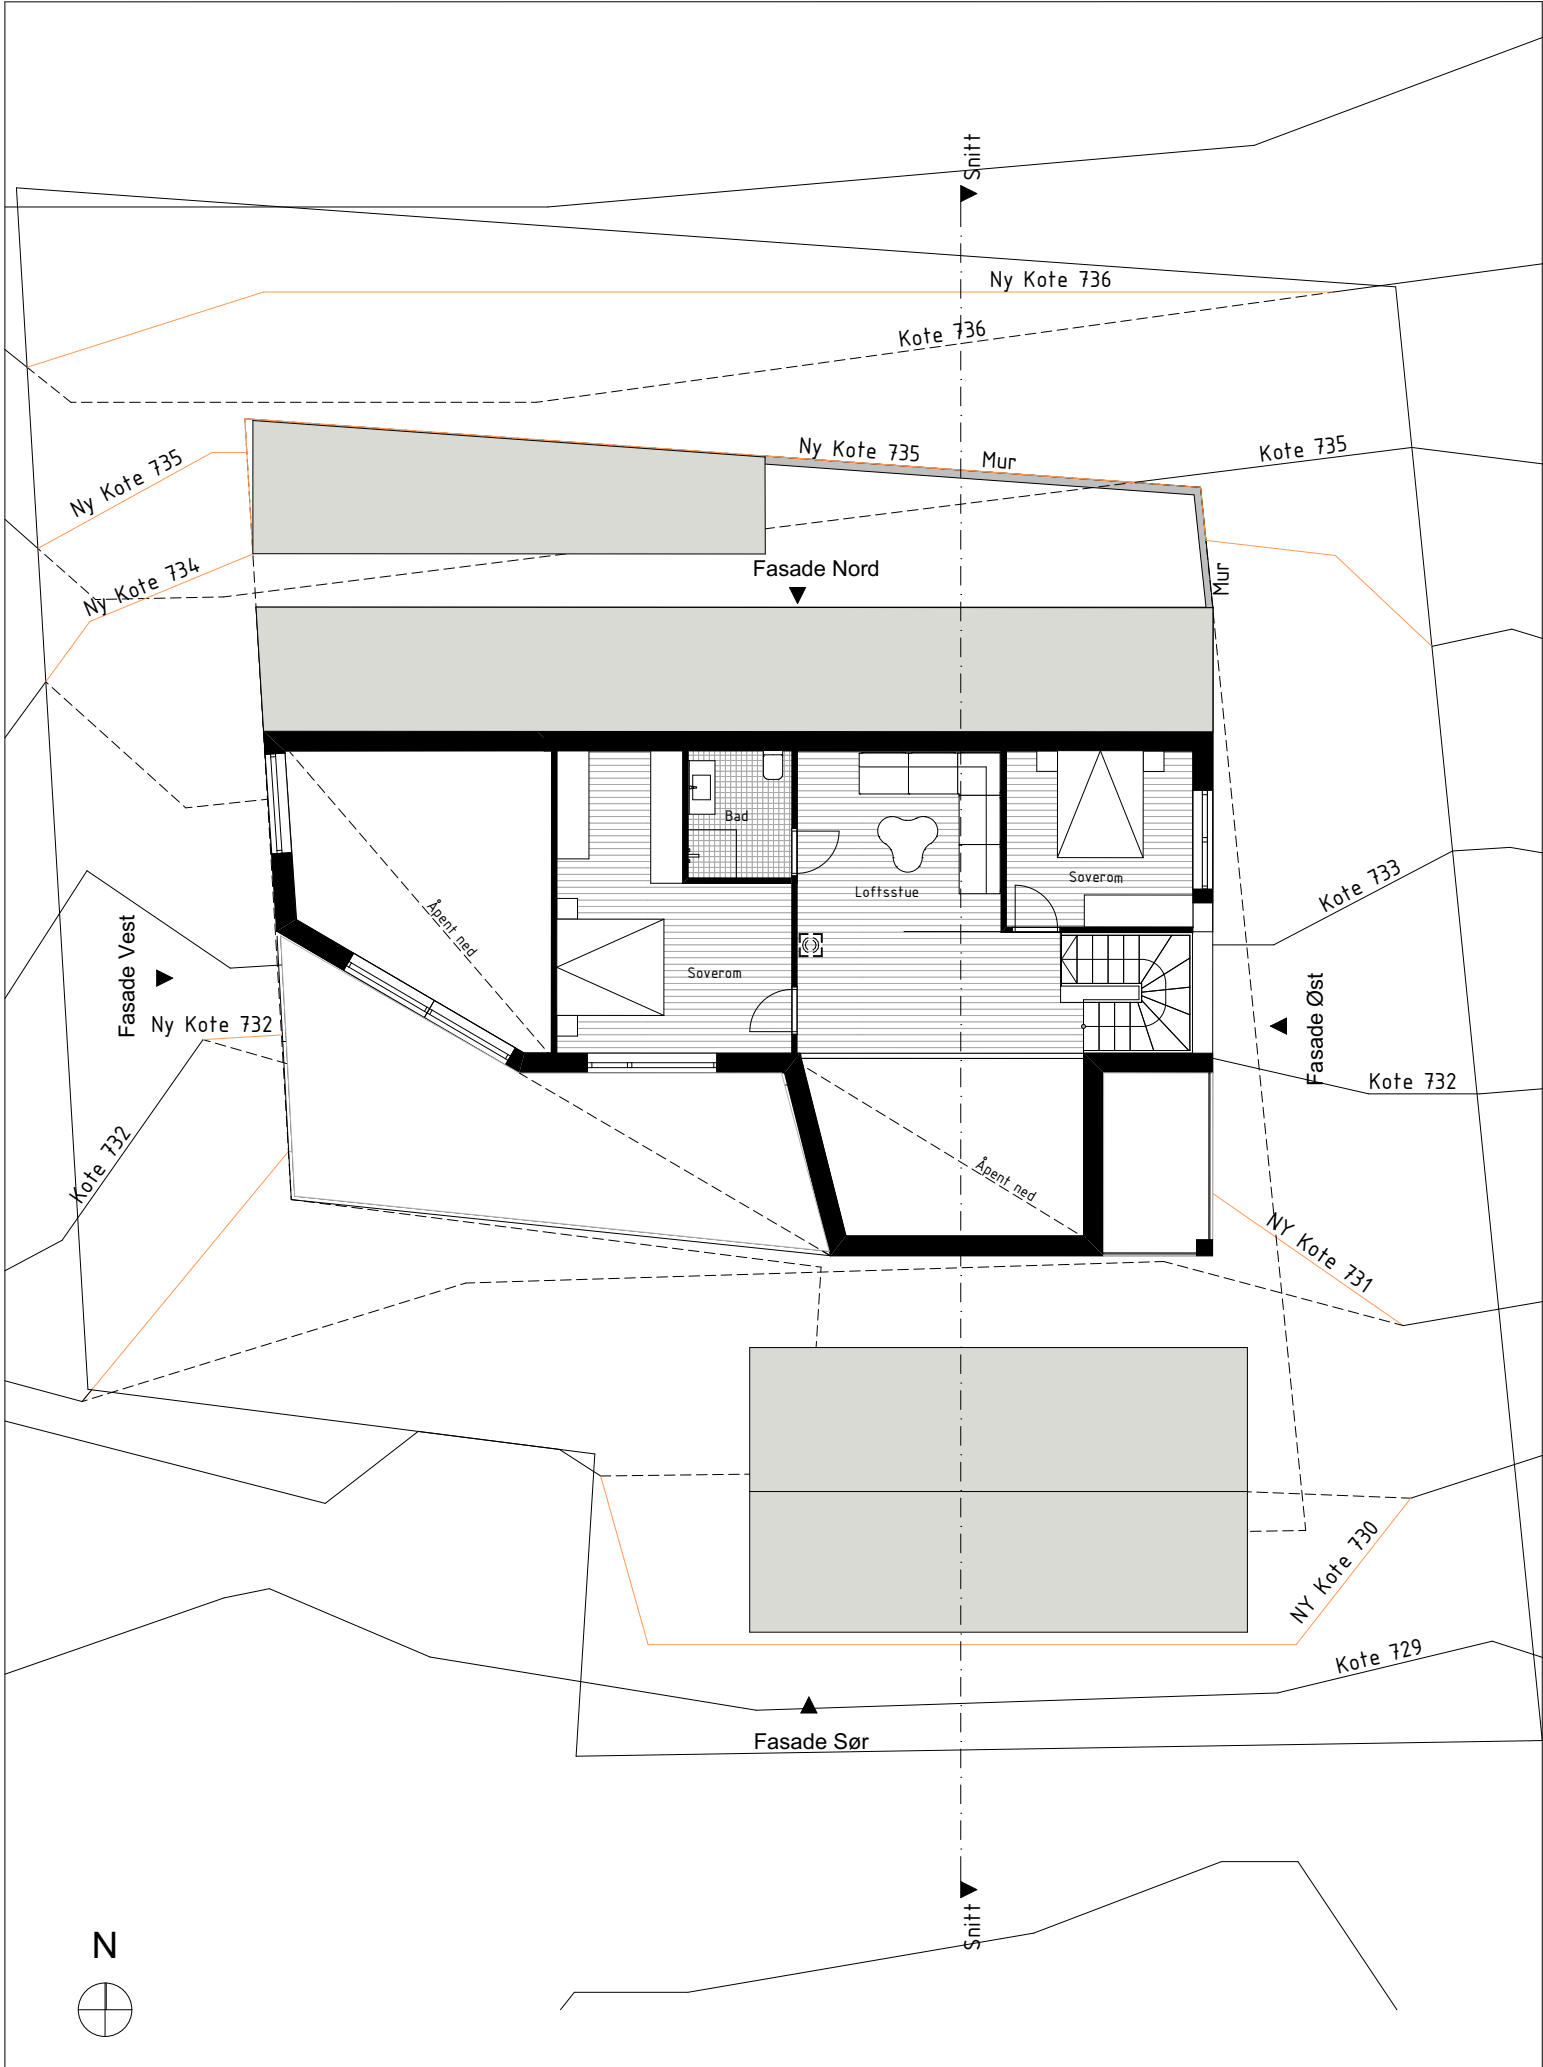 Snitt
Ny Kote 736
Kote 736
Ny Kote 735
Mur
Kote 735
Ny Kote 735
Fasade Nord
Ny Kote 734
Mur
Bad
Loftsstue
Soverom
Kote 733
Åpent ned
Fasade Vest
Soverom
Fasade Øst
Ny Kote 732
Kote 732
Kote 732
Åpent ned
NY Kote 731
NY Kote 730
Kote 729
Fasade Sør
Snitt
N